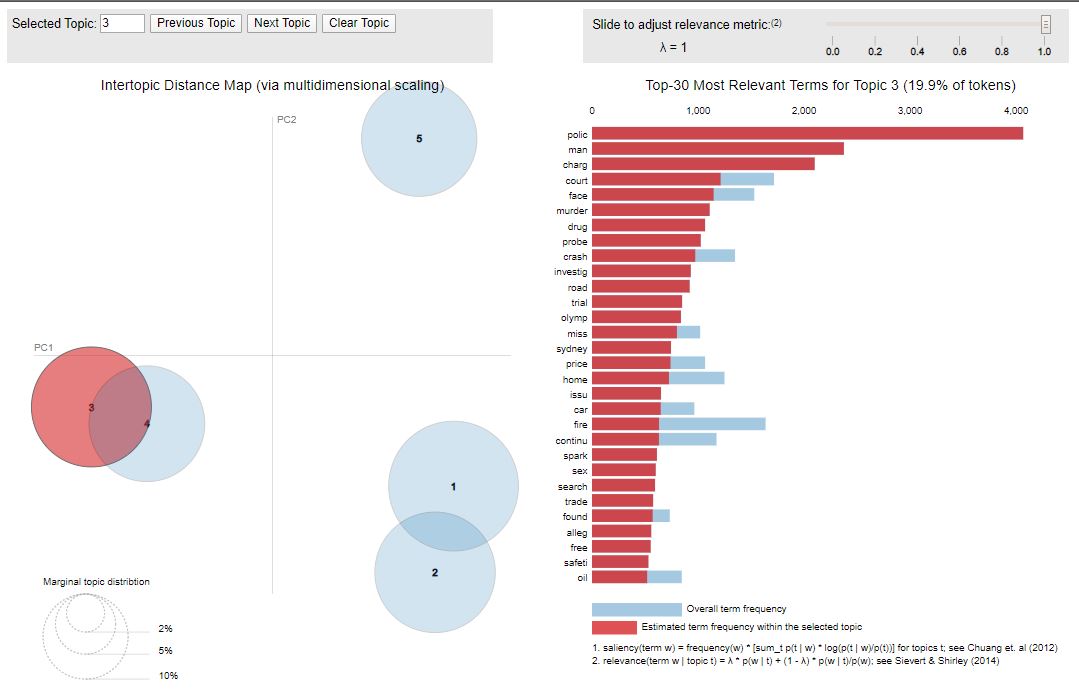 Selected Topic: 3 Previous Topic Next Topic Clear Topic
Slide to adjust relevance metric:(2)
λ = 1
0.0 0.2 0.4 0.6 0.8 1.0
Intertopic Distance Map (via multidimensional scaling)
PC2
PC1
5
3
4
1
2
Marginal topic distribtion
2%
5%
10%
Top-30 Most Relevant Terms for Topic 3 (19.9% of tokens)
0 1,000 2,000 3,000 4,000
polic
man
charg
court
face
murder
drug
probe
crash
investig
road
trial
olymp
miss
sydney
price
home
issu
car
fire
continu
spark
sex
search
trade
found
alleg
free
safeti
oil
Overall term frequency
Estimated term frequency within the selected topic
1. saliency(term w) = frequency(w) * [sum_t p(t | w) * log(p(t | w)/p(t))] for topics t; see Chuang et. al (2012)
2. relevance(term w | topic t) = λ * p(w | t) + (1 - λ) * p(w | t)/p(w); see Sievert & Shirley (2014)